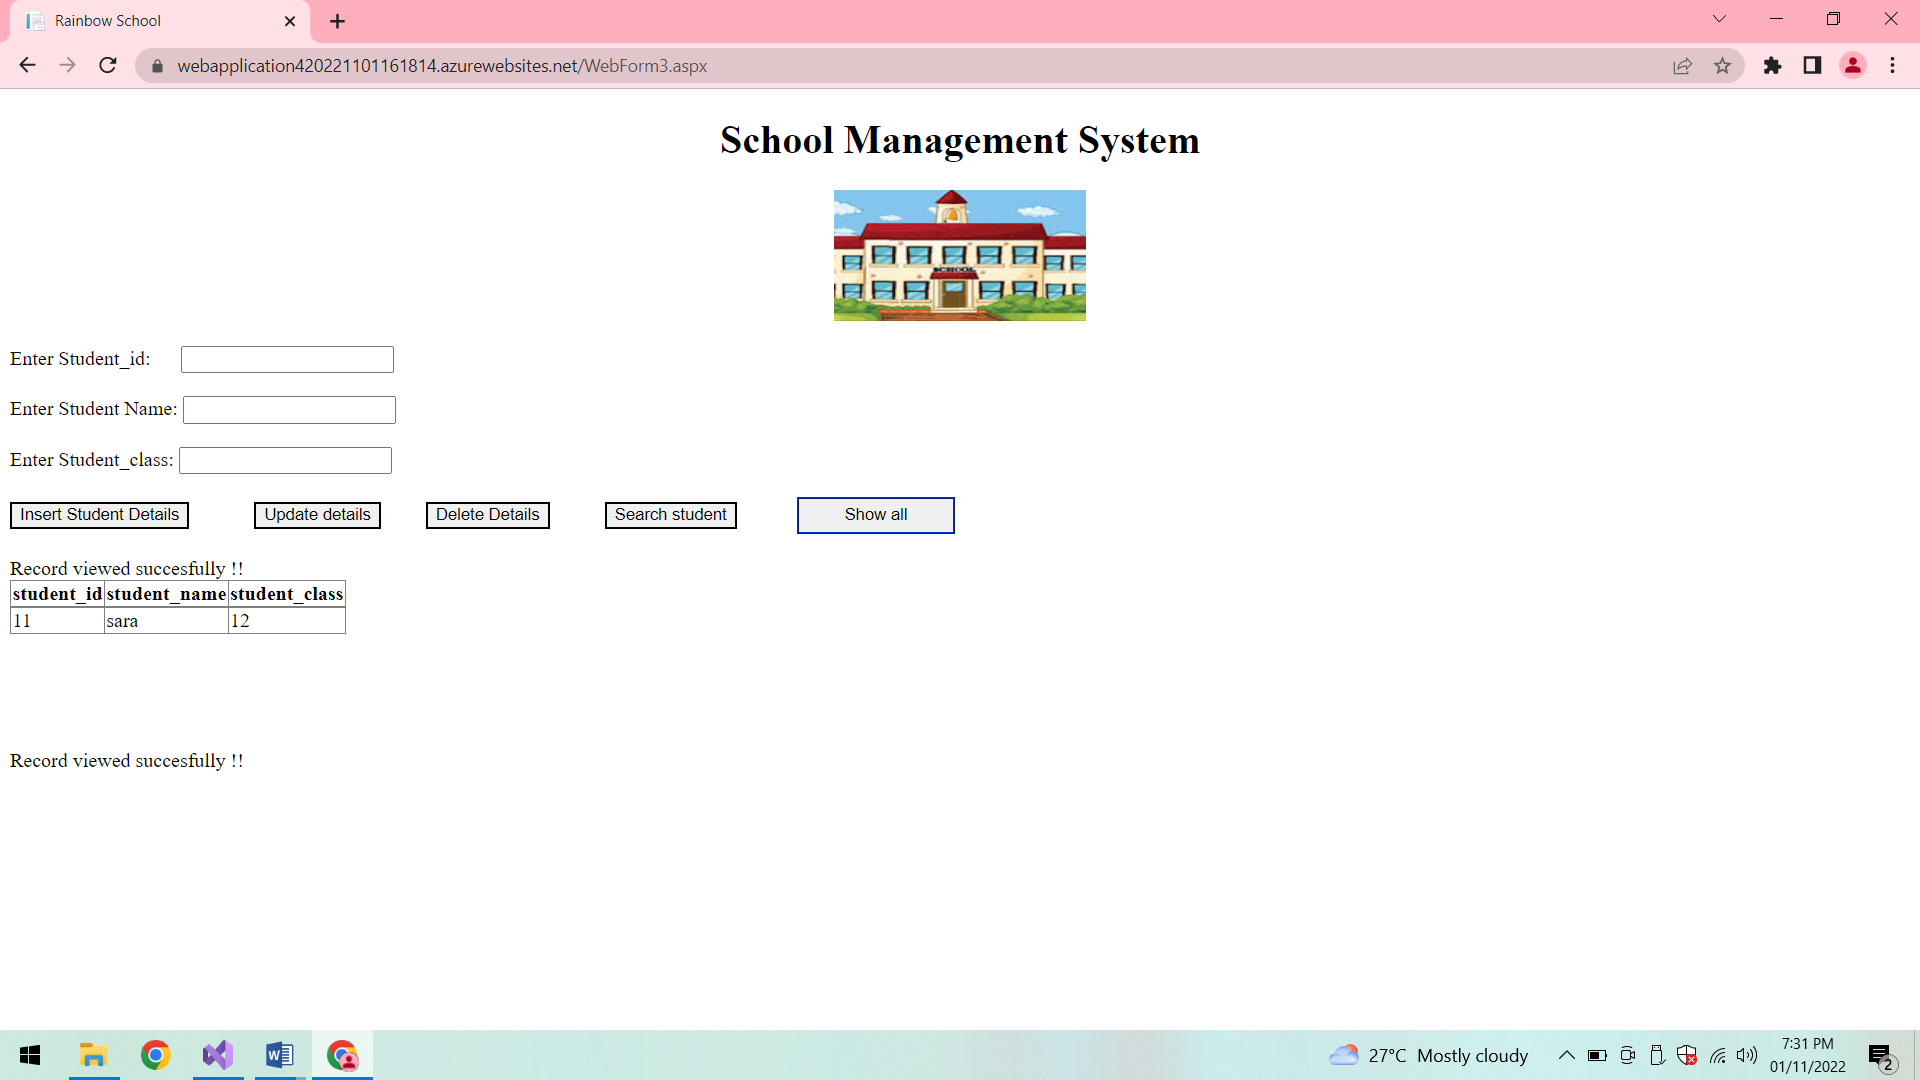 Rainbow School
webapplication420221101161814.azurewebsites.net/WebForm3.aspx
School Management System
SCHOOL
Enter Student_id:
Enter Student Name:
Enter Student_class:
Insert Student Details Update details Delete Details Search student Show all
Record viewed succesfully !!
student_id student_name student_class
11 sara 12
Record viewed succesfully !!
27°C Mostly cloudy
7:31 PM
01/11/2022
2